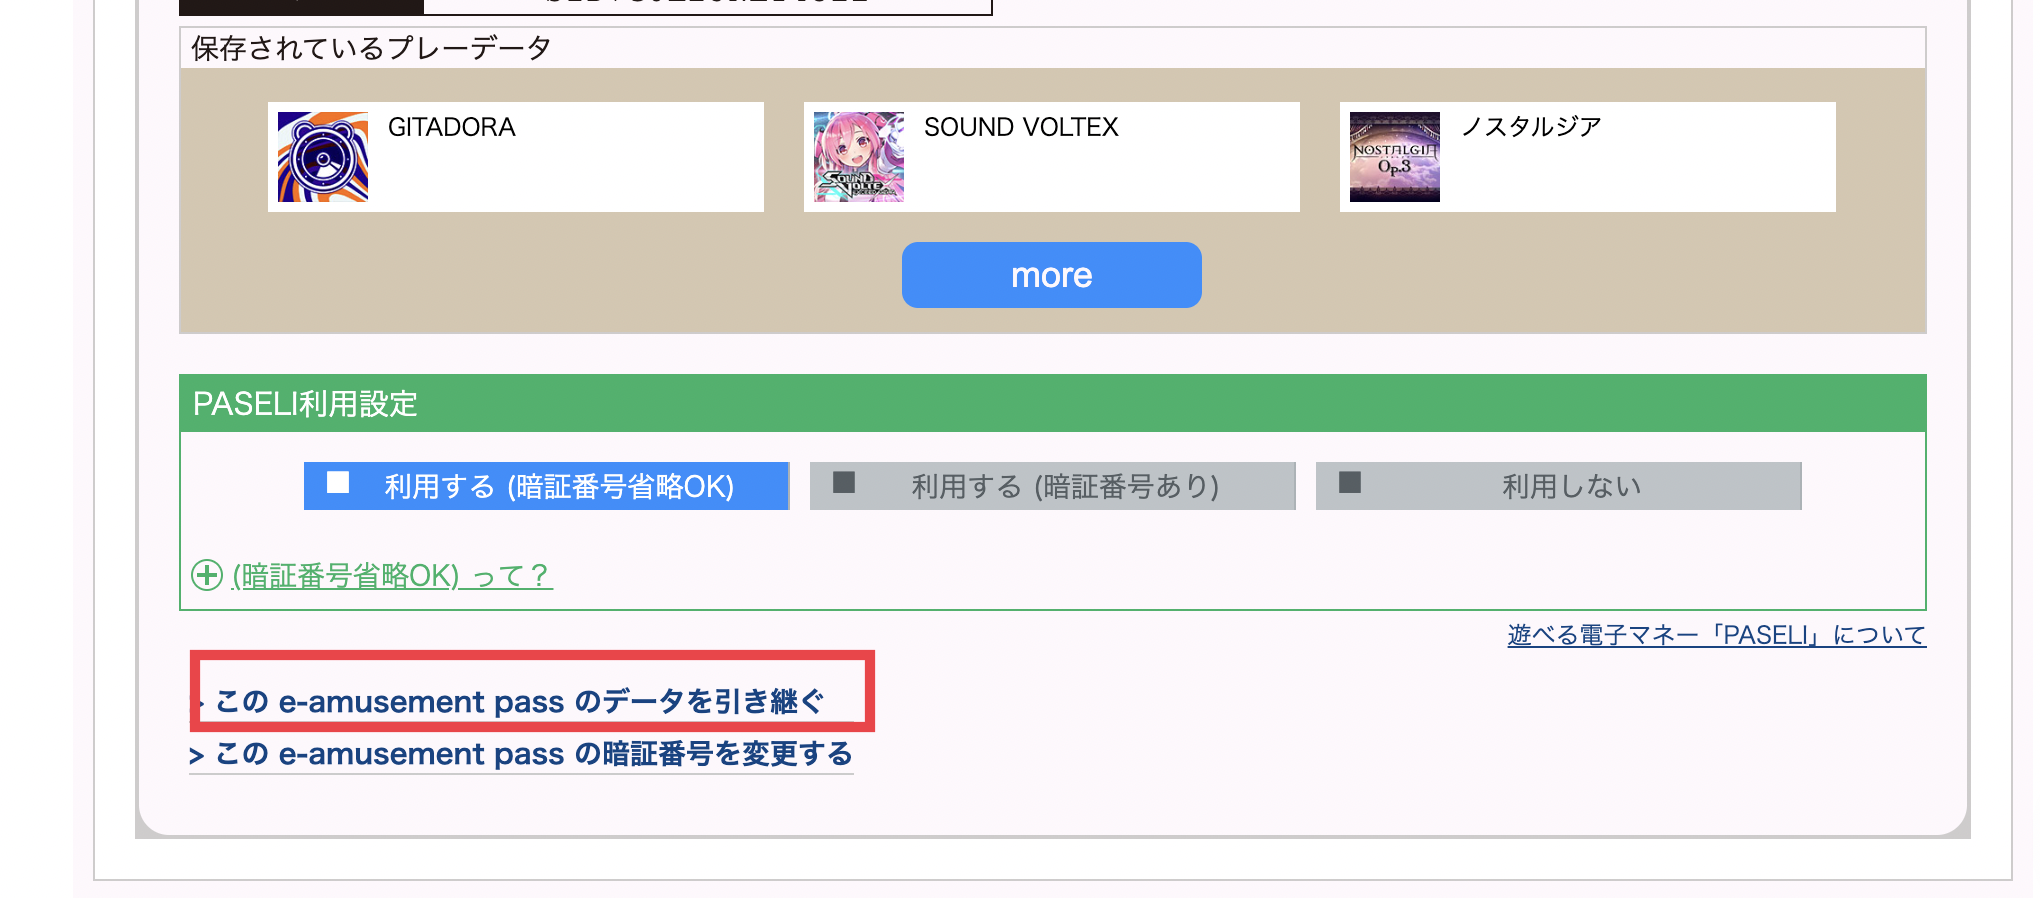 保存されているプレーデータ
GITADORA
SOUND VOLTEX
ノスタルジア
NOSTALGIA
Op.3
more
PASELI利用設定
利用する (暗証番号省略OK)
利用する (暗証番号あり)
利用しない
(暗証番号省略OK) って？
遊べる電子マネー「PASELI」について
> この e-amusement pass のデータを引き継ぐ
> この e-amusement pass の暗証番号を変更する